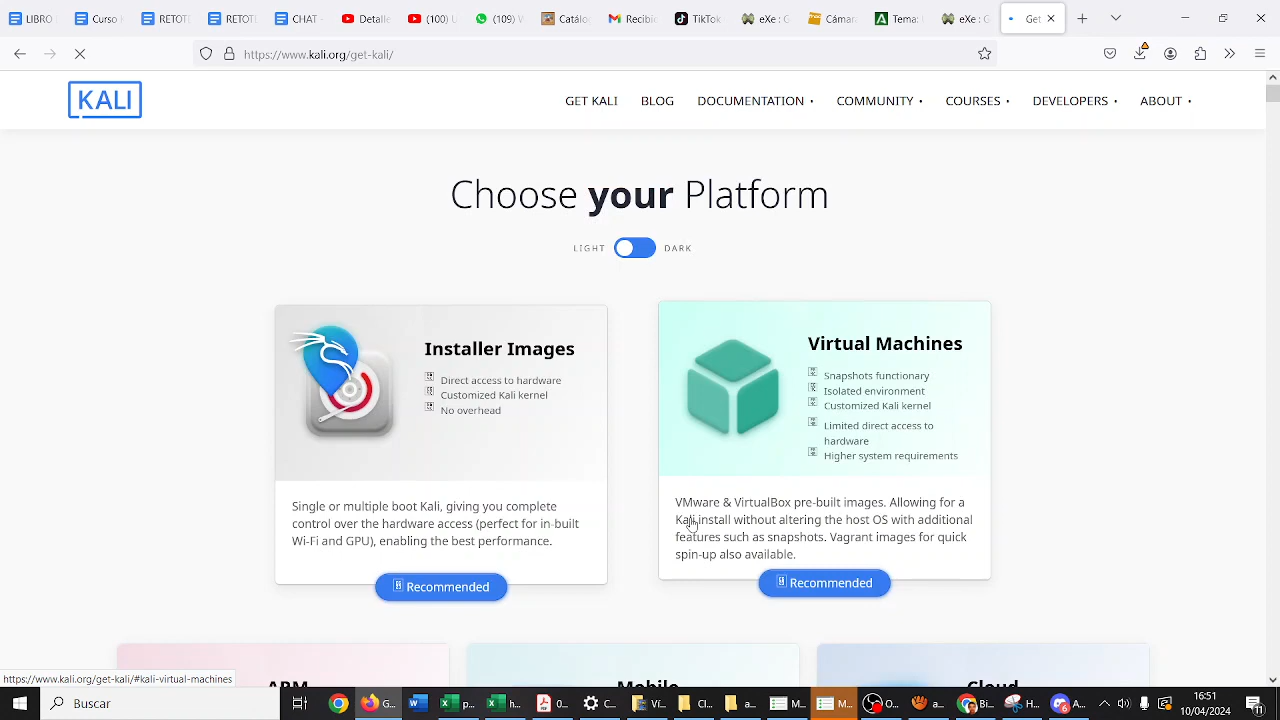 LIBRO
Curso
RETOT
RETOT
CHAT
Detalle
(100) L
(102) V
Catalo
Recibi
TikTok
eXe : G
Cámar
Temar
eXe : G
Get
https://www.kali.org/get-kali/
KALI
GET KALI
BLOG
DOCUMENTATION
COMMUNITY
COURSES
DEVELOPERS
ABOUT
Choose your Platform
LIGHT
DARK
Installer Images
Direct access to hardware
Customized Kali kernel
No overhead
Single or multiple boot Kali, giving you complete
control over the hardware access (perfect for in-built
Wi-Fi and GPU), enabling the best performance.
Recommended
Virtual Machines
Snapshots functionary
Isolated environment
Customized Kali kernel
Limited direct access to
hardware
Higher system requirements
VMware & VirtualBox pre-built images. Allowing for a
Kali install without altering the host OS with additional
features such as snapshots. Vagrant images for quick
spin-up also available.
Recommended
ARM
Mobile
Cloud
https://www.kali.org/get-kali/#kali-virtual-machines
Buscar
16:51
10/04/2024